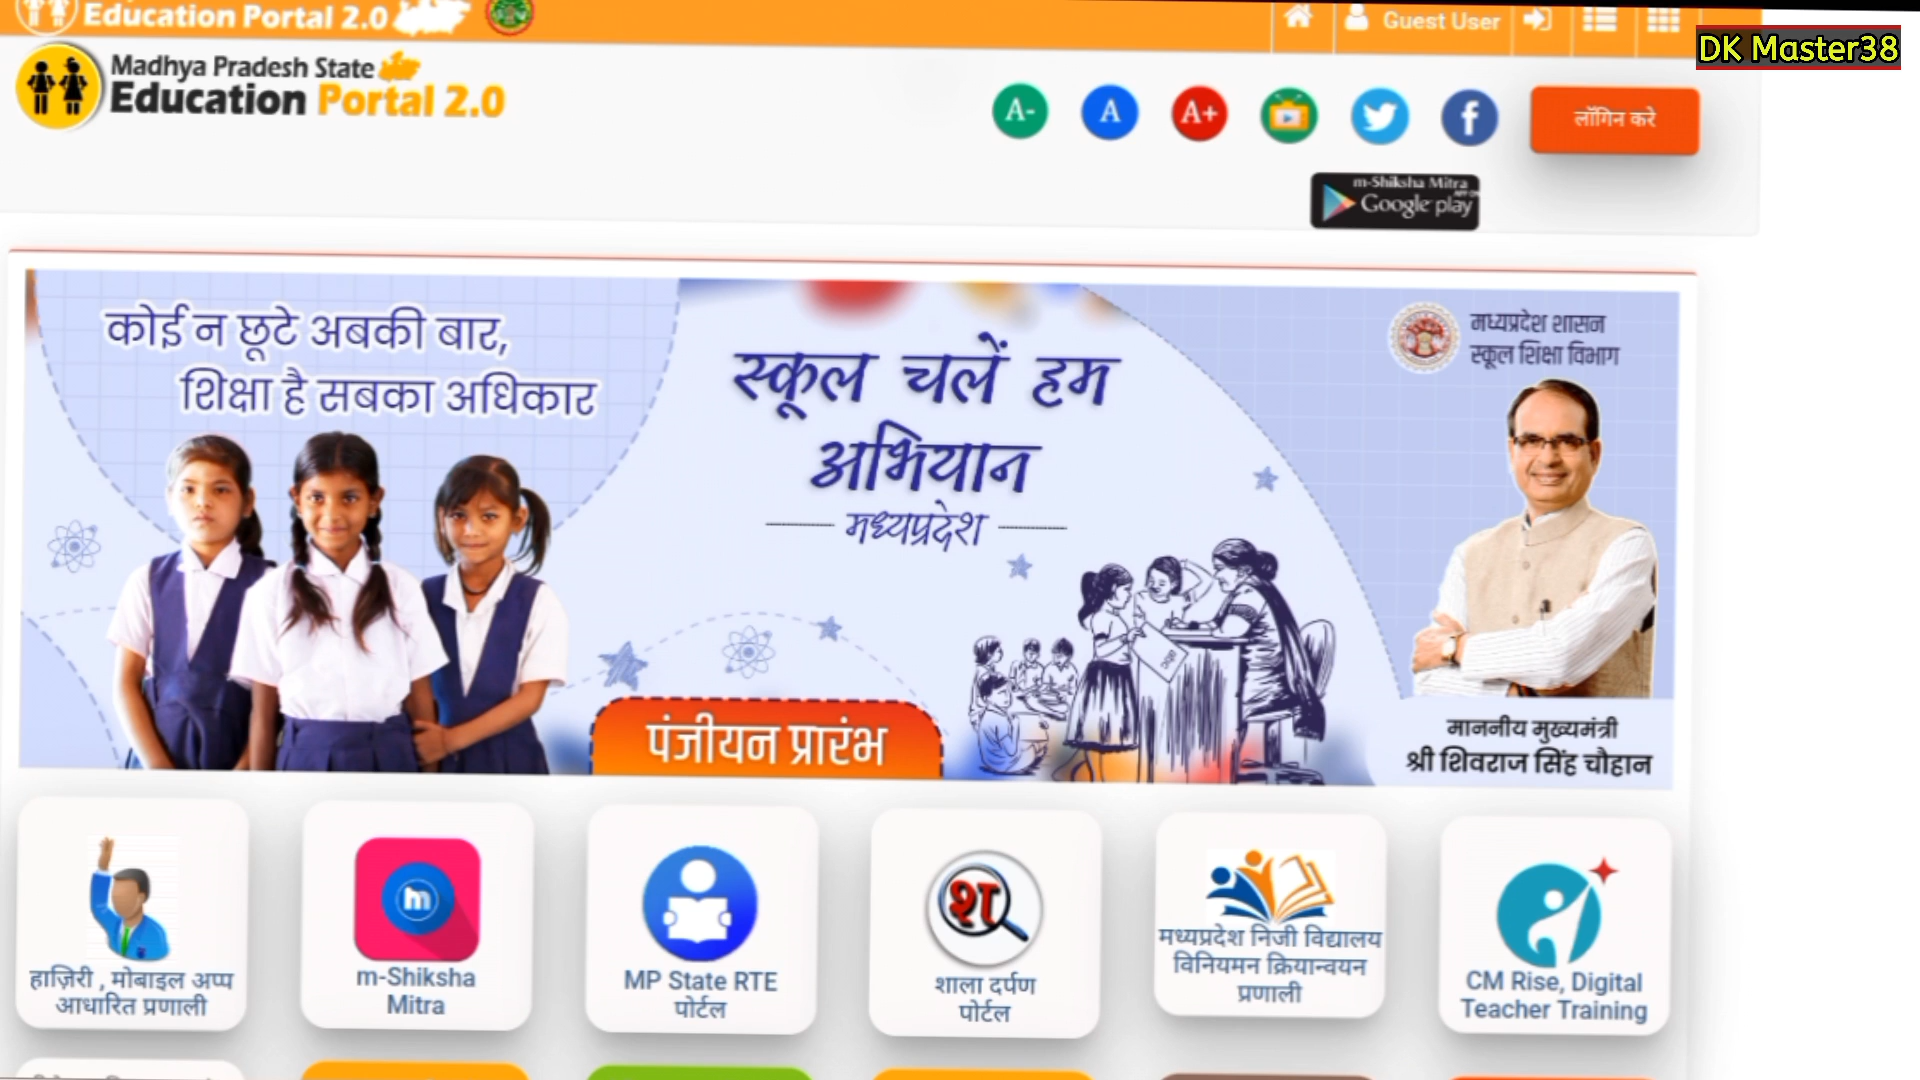 Education Portal 2.0
Guest User
DK Master38
Madhya Pradesh State
Education Portal 2.0
A-
A
A+
लॉगिन करे
m-Shiksha Mitra
Google play
कोई न छूटे अबकी बार,
शिक्षा है सबका अधिकार
स्कूल चलें हम
अभियान
मध्यप्रदेश
मध्यप्रदेश शासन
स्कूल शिक्षा विभाग
पंजीयन प्रारंभ
माननीय मुख्यमंत्री
श्री शिवराज सिंह चौहान
हाज़िरी , मोबाइल अप्प
आधारित प्रणाली
m
m-Shiksha
Mitra
MP State RTE
पोर्टल
श
शाला दर्पण
पोर्टल
मध्यप्रदेश निजी विद्यालय
विनियमन क्रियान्वयन
प्रणाली
CM Rise, Digital
Teacher Training